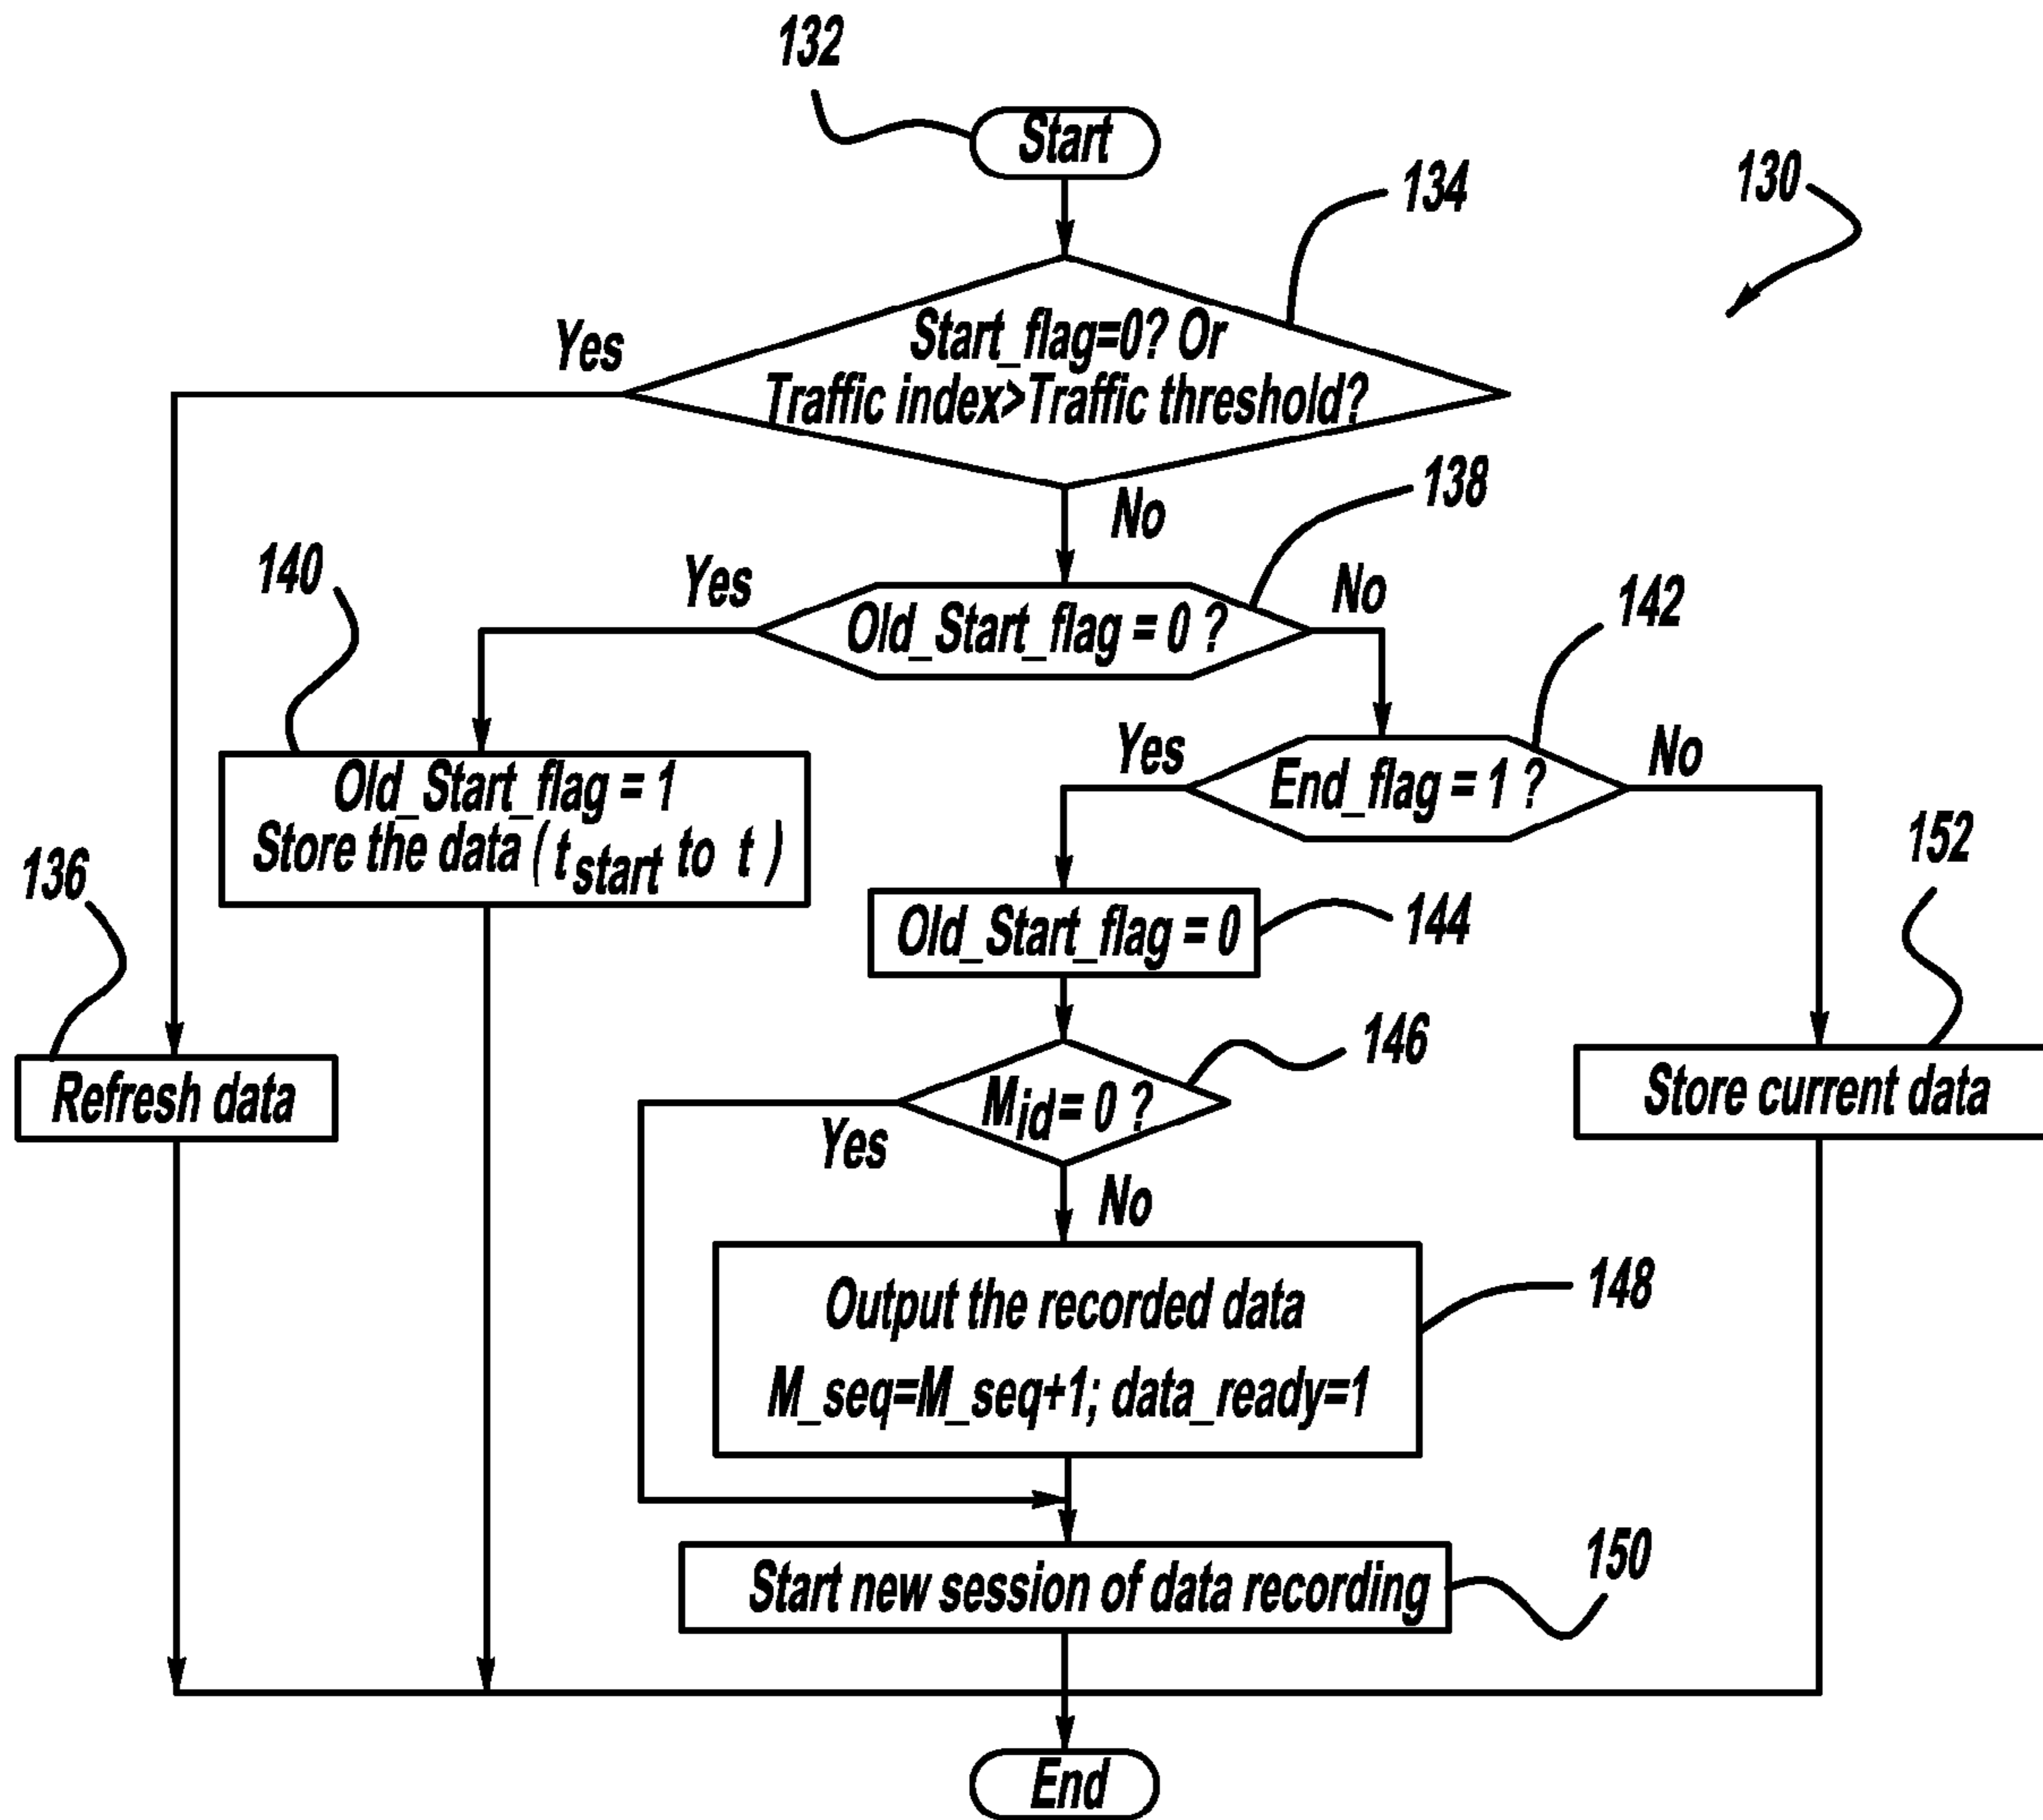 132
Start
134
130
Yes
Start_flag=0? Or
Traffic index>Traffic threshold?
No
138
140
Yes
Old_Start_flag = 0 ?
No
142
Old_Start_flag = 1
Store the data ( tstart to t )
Yes
End_flag = 1 ?
No
136
152
Old_Start_flag = 0
144
Refresh data
146
Mid= 0 ?
Yes
No
Store current data
Output the recorded data
M_seq=M_seq+1; data_ready=1
148
Start new session of data recording
150
End